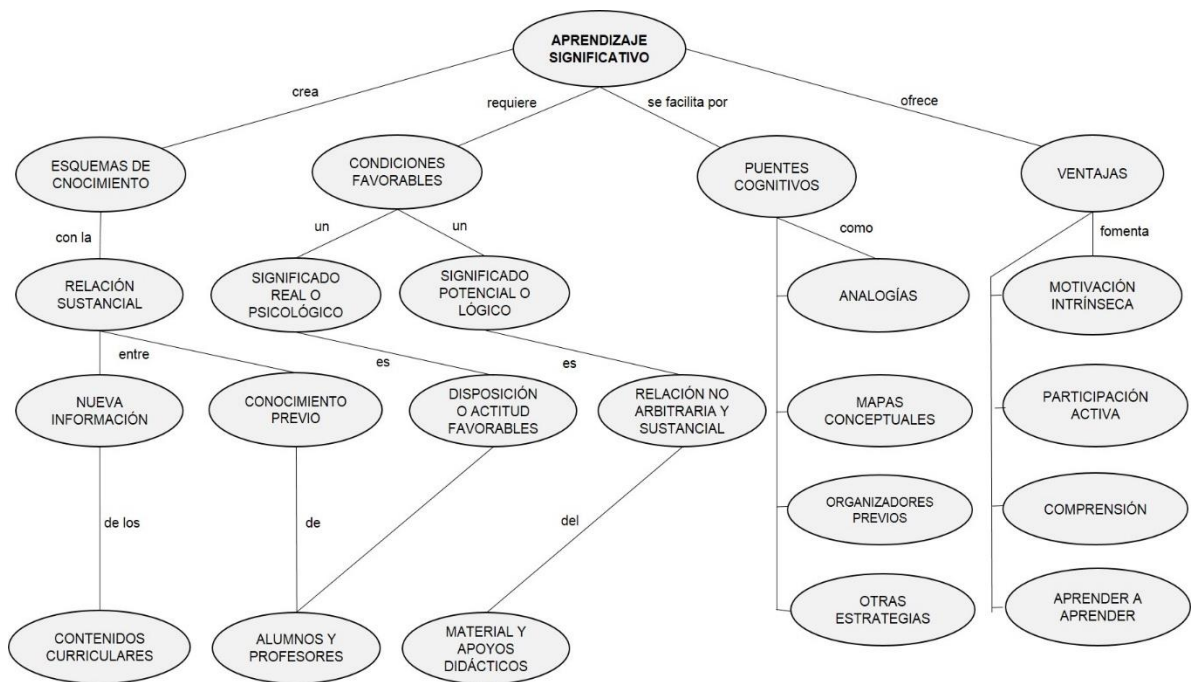 APRENDIZAJE
SIGNIFICATIVO
crea
requiere
se facilita por
ofrece
ESQUEMAS DE
CNOCIMIENTO
CONDICIONES
FAVORABLES
PUENTES
COGNITIVOS
VENTAJAS
con la
un
un
como
fomenta
RELACIÓN
SUSTANCIAL
SIGNIFICADO
REAL O
PSICOLÓGICO
SIGNIFICADO
POTENCIAL O
LÓGICO
ANALOGÍAS
MOTIVACIÓN
INTRÍNSECA
entre
es
es
NUEVA
INFORMACIÓN
CONOCIMIENTO
PREVIO
DISPOSICIÓN
O ACTITUD
FAVORABLES
RELACIÓN NO
ARBITRARIA Y
SUSTANCIAL
MAPAS
CONCEPTUALES
PARTICIPACIÓN
ACTIVA
de los
de
del
ORGANIZADORES
PREVIOS
COMPRENSIÓN
CONTENIDOS
CURRICULARES
ALUMNOS Y
PROFESORES
MATERIAL Y
APOYOS
DIDÁCTICOS
OTRAS
ESTRATEGIAS
APRENDER A
APRENDER